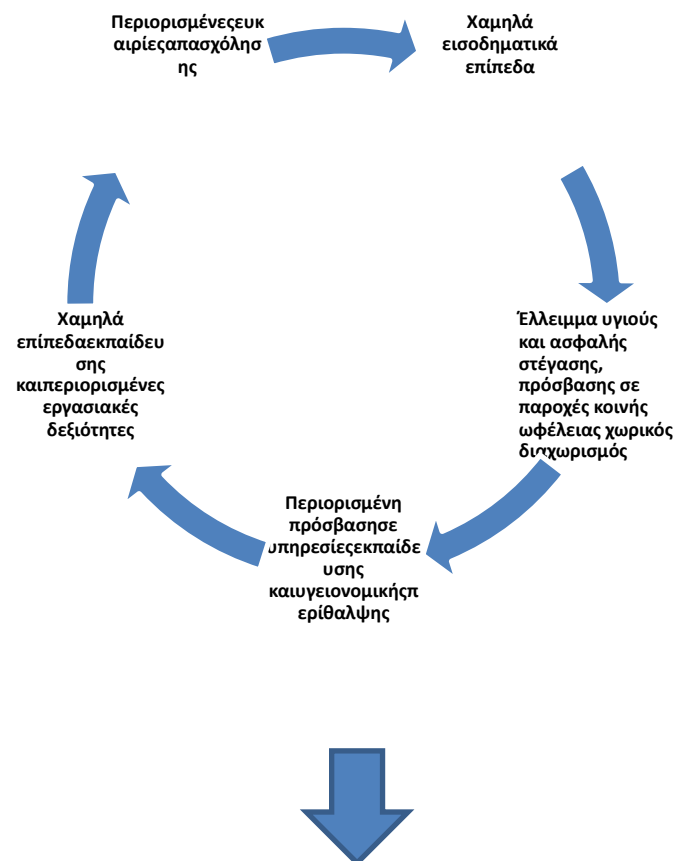 Περιορισμένεςευκ
αιρίεςαπασχόλησ
ης
Χαμηλά
εισοδηματικά
επίπεδα
Έλλειμμα υγιούς
και ασφαλής
στέγασης,
πρόσβασης σε
παροχές κοινής
ωφέλειας χωρικός
διαχωρισμός
Περιορισμένη
πρόσβασησε
υπηρεσίεςεκπαίδε
υσης
καιυγειονομικήςπ
ερίθαλψης
Χαμηλά
επίπεδαεκπαίδευ
σης
καιπεριορισμένες
εργασιακές
δεξιότητες